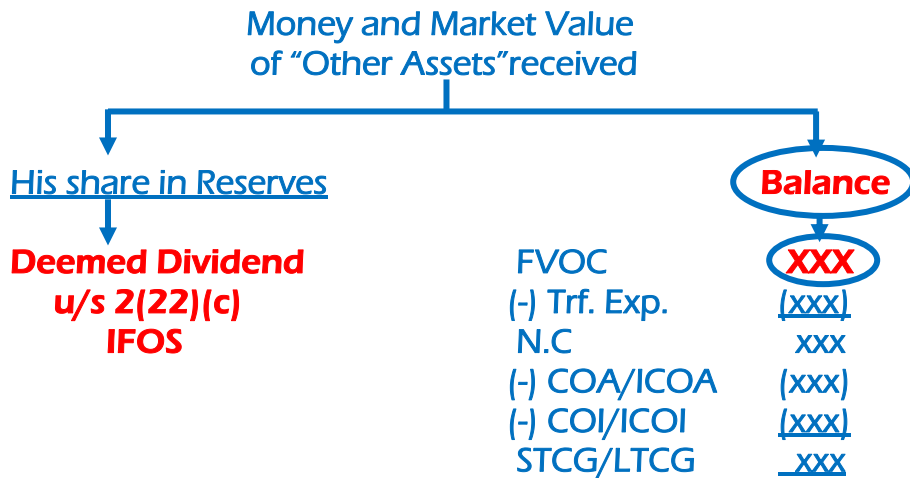 Money and Market Value
of “Other Assets”received
His share in Reserves
Balance
Deemed Dividend
u/s 2(22)(c)
IFOS
FVOC XXX
(-) Trf. Exp. (xxx)
N.C xxx
(-) COA/ICOA (xxx)
(-) COI/ICOI (xxx)
STCG/LTCG xxx